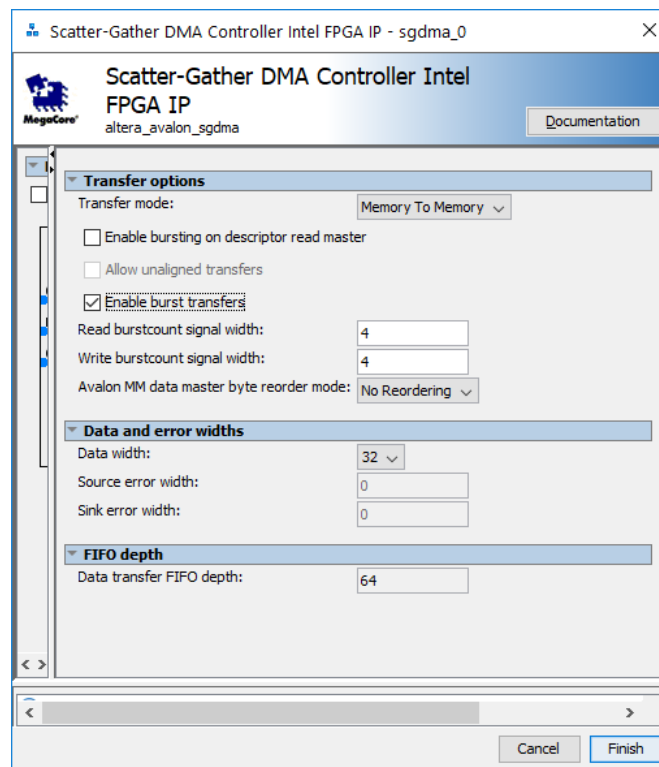 Scatter-Gather DMA Controller Intel FPGA IP - sgdma_0
Scatter-Gather DMA Controller Intel
FPGA IP
altera_avalon_sgdma
MegaCore®
Documentation
Transfer options
Transfer mode:
Memory To Memory
Enable bursting on descriptor read master
Allow unaligned transfers
Enable burst transfers
Read burstcount signal width:
4
Write burstcount signal width:
4
Avalon MM data master byte reorder mode:
No Reordering
Data and error widths
Data width:
32
Source error width:
0
Sink error width:
0
FIFO depth
Data transfer FIFO depth:
64
Cancel
Finish